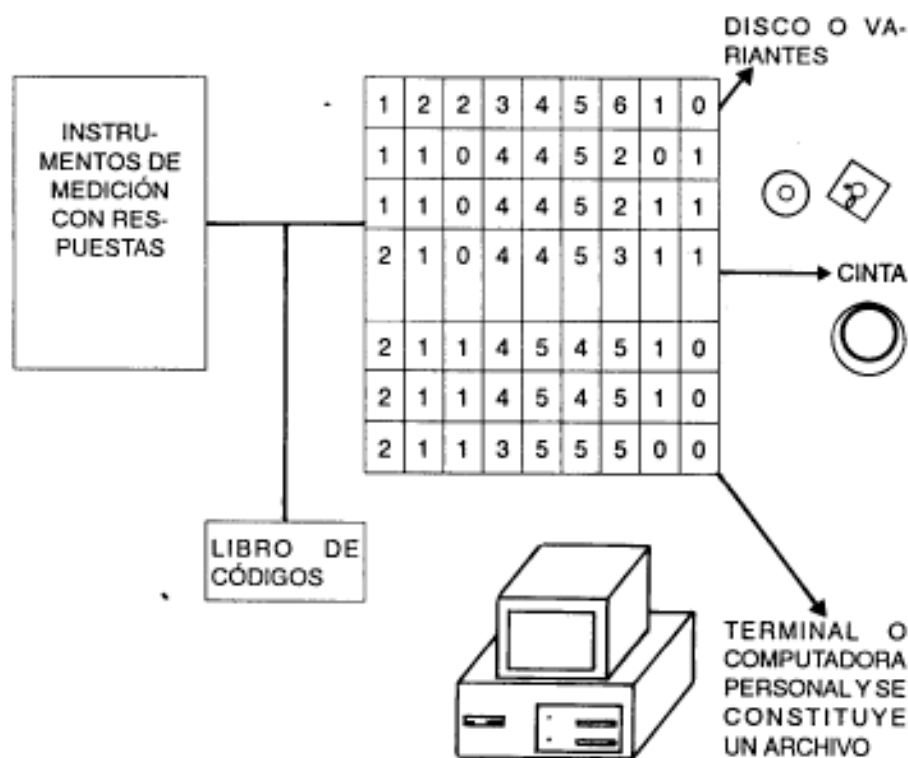 DISCO O VA-
RIANTES
INSTRU-
MENTOS DE
MEDICIÓN
CON RES-
PUESTAS
1 2 2 3 4 5 6 1 0
1 1 0 4 4 5 2 0 1
1 1 0 4 4 5 2 1 1
2 1 0 4 4 5 3 1 1
2 1 1 4 5 4 5 1 0
2 1 1 4 5 4 5 1 0
2 1 1 3 5 5 5 0 0
CINTA
LIBRO DE
CÓDIGOS
TERMINAL O
COMPUTADORA
PERSONAL Y SE
CONSTITUYE
UN ARCHIVO